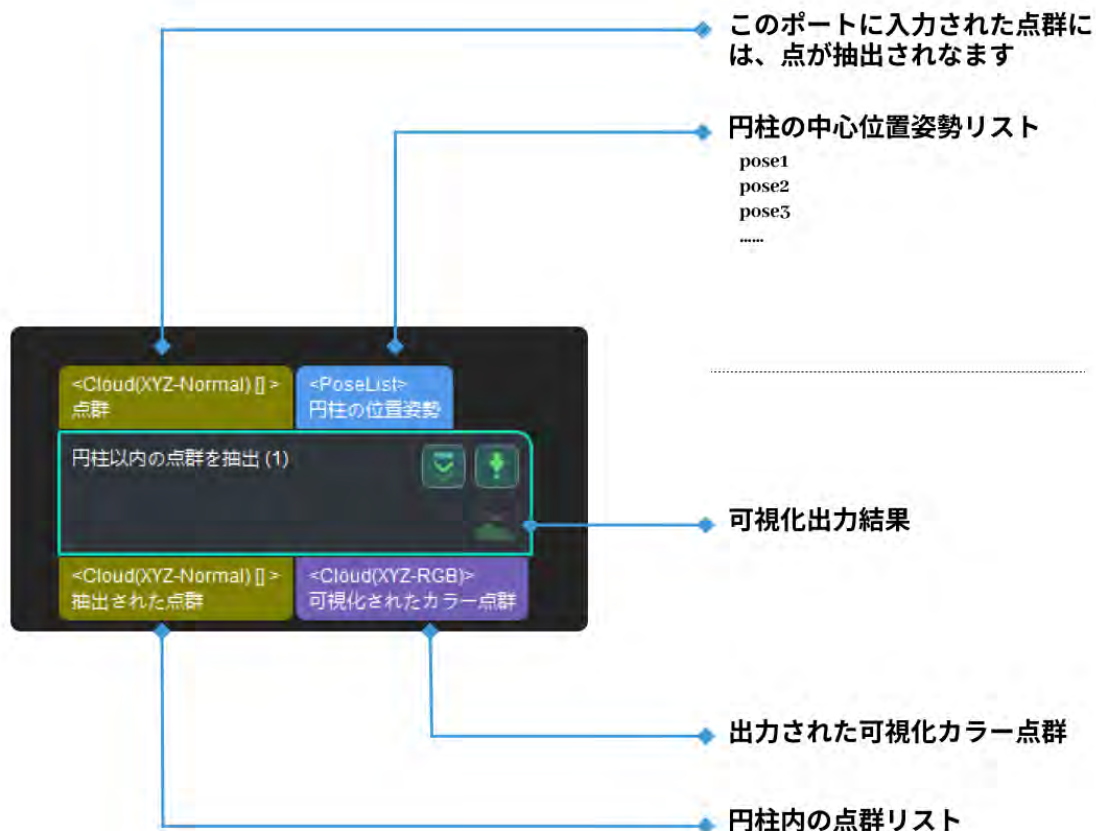 このポートに入力された点群に
は、点が抽出されなます
円柱の中心位置姿勢リスト
pose1
pose2
pose3
......
<Cloud(XYZ-Normal) [] >
点群
<PoseList>
円柱の位置姿勢
円柱以内の点群を抽出 (1)
可視化出力結果
<Cloud(XYZ-Normal) [] >
抽出された点群
<Cloud(XYZ-RGB)>
可視化されたカラー点群
出力された可視化カラー点群
円柱内の点群リスト